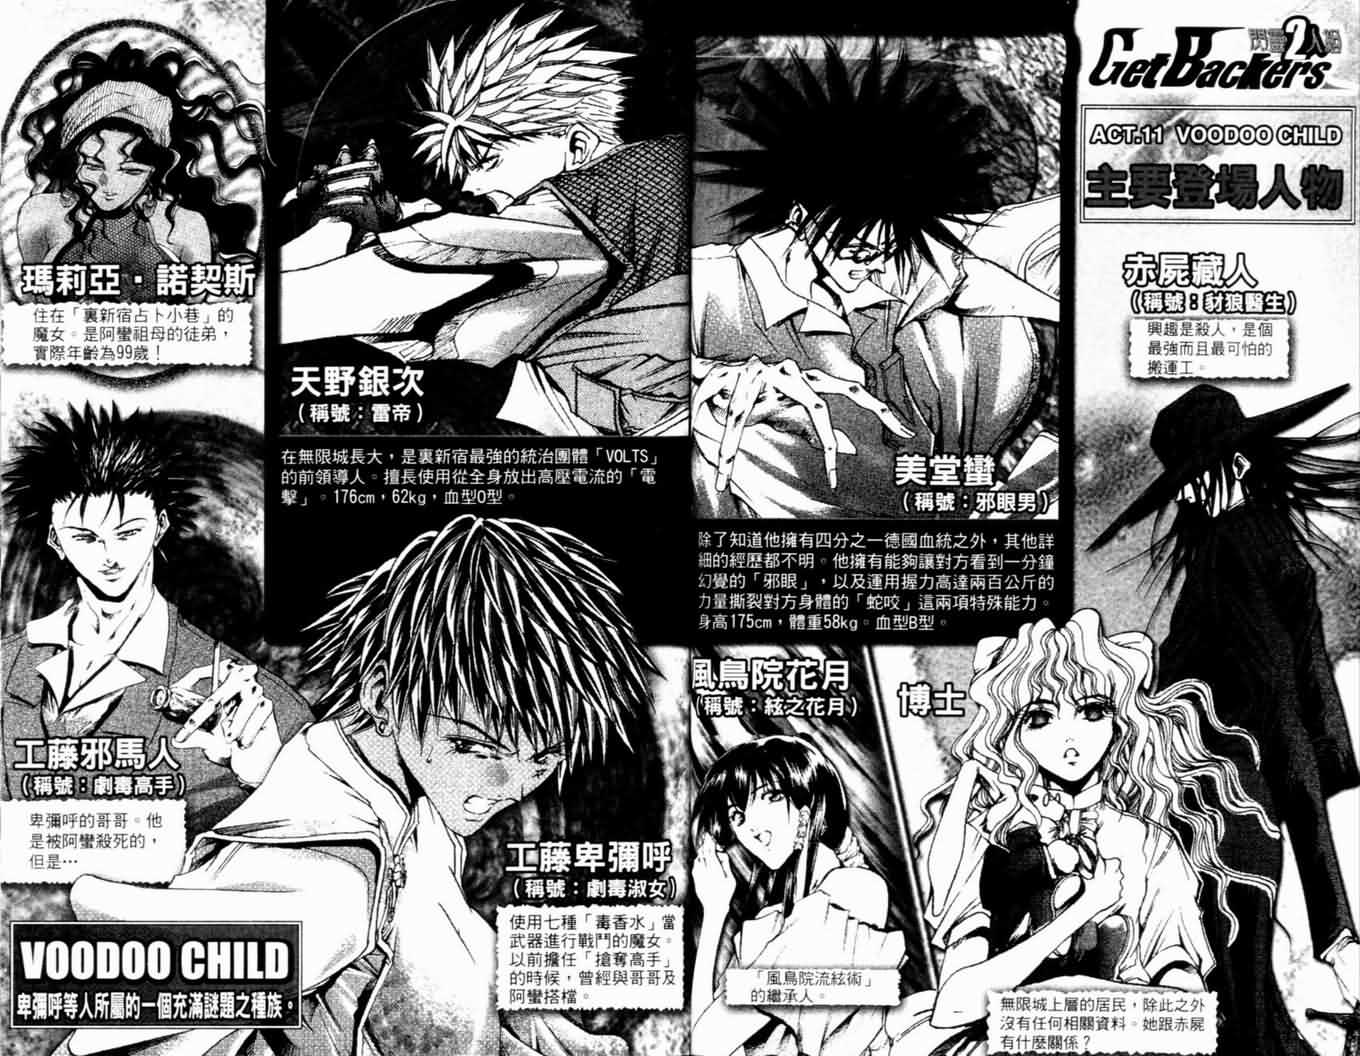 GetBackers
閃靈2人組
ACT.11 VOODOO CHILD
主要登場人物
赤屍藏人
(稱號:豺狼醫生)
興趣是殺人,是個
最強而且最可怕的
搬運工。
美堂蠻
(稱號:邪眼男)
除了知道他擁有四分之一德國血統之外,其他詳
細的經歷都不明。他擁有能夠讓對方看到一分鐘
幻覺的「邪眼」,以及運用握力高達兩百公斤的
力量撕裂對方身體的「蛇咬」這兩項特殊能力。
身高175cm,體重58kg。血型B型。
天野銀次
(稱號:雷帝)
在無限城長大,是裏新宿最強的統治團體「VOLTS」
的前領導人。擅長使用從全身放出高壓電流的「電
擊」。176cm,62kg,血型O型。
瑪莉亞・諾契斯
住在「裏新宿占卜小巷」的
魔女。是阿蠻祖母的徒弟,
實際年齡為99歲!
博士
無限城上層的居民,除此之外
沒有任何相關資料。她跟赤屍
有什麼關係?
風鳥院花月
(稱號:絃之花月)
「風鳥院流絃術」
的繼承人。
工藤卑彌呼
(稱號:劇毒淑女)
使用七種「毒香水」當
武器進行戰鬥的魔女。
以前擔任「搶奪高手」
的時候,曾經與哥哥及
阿蠻搭檔。
工藤邪馬人
(稱號:劇毒高手)
卑彌呼的哥哥。他
是被阿蠻殺死的,
但是…
VOODOO CHILD
卑彌呼等人所屬的一個充滿謎題之種族。